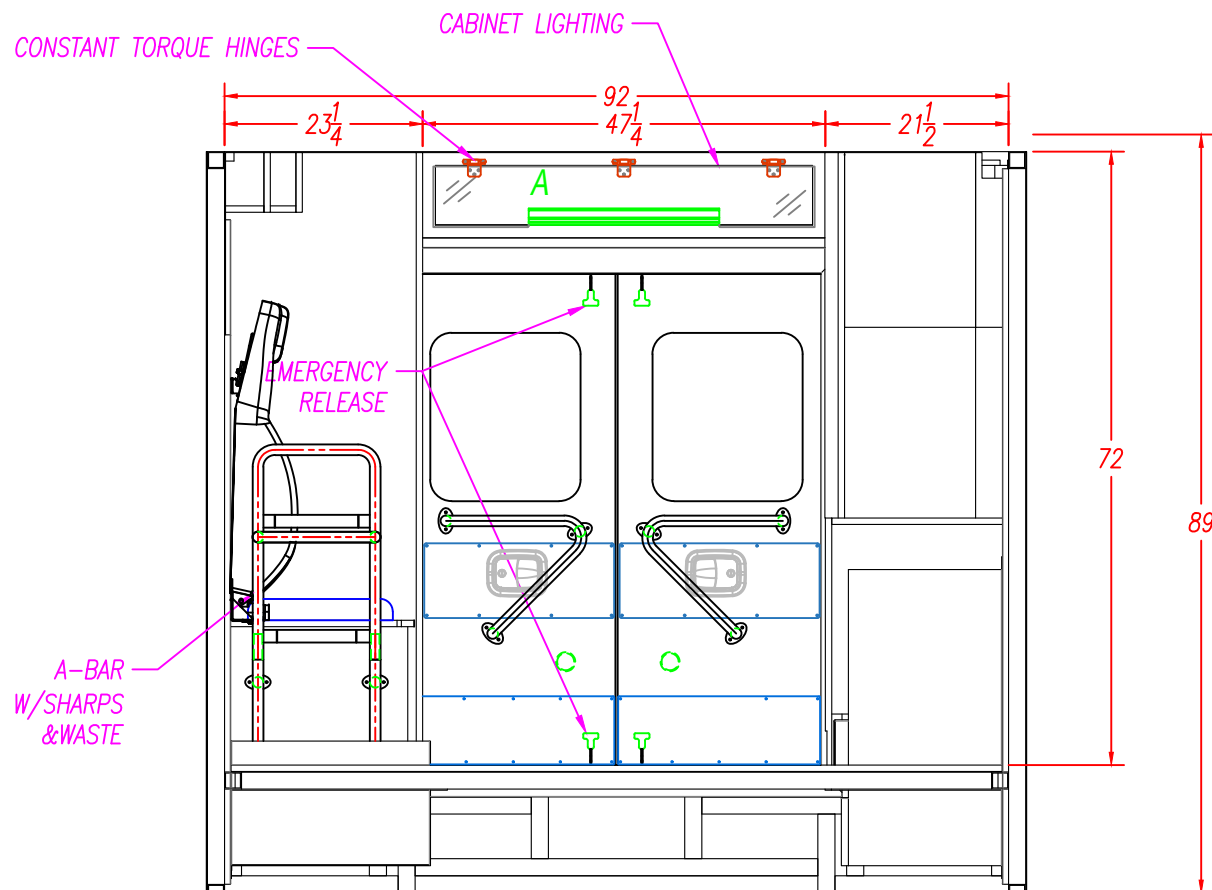 CABINET LIGHTING
CONSTANT TORQUE HINGES
92
23 1/4
47 1/4
21 1/2
A
EMERGENCY
RELEASE
72
89
A-BAR
W/SHARPS
&WASTE